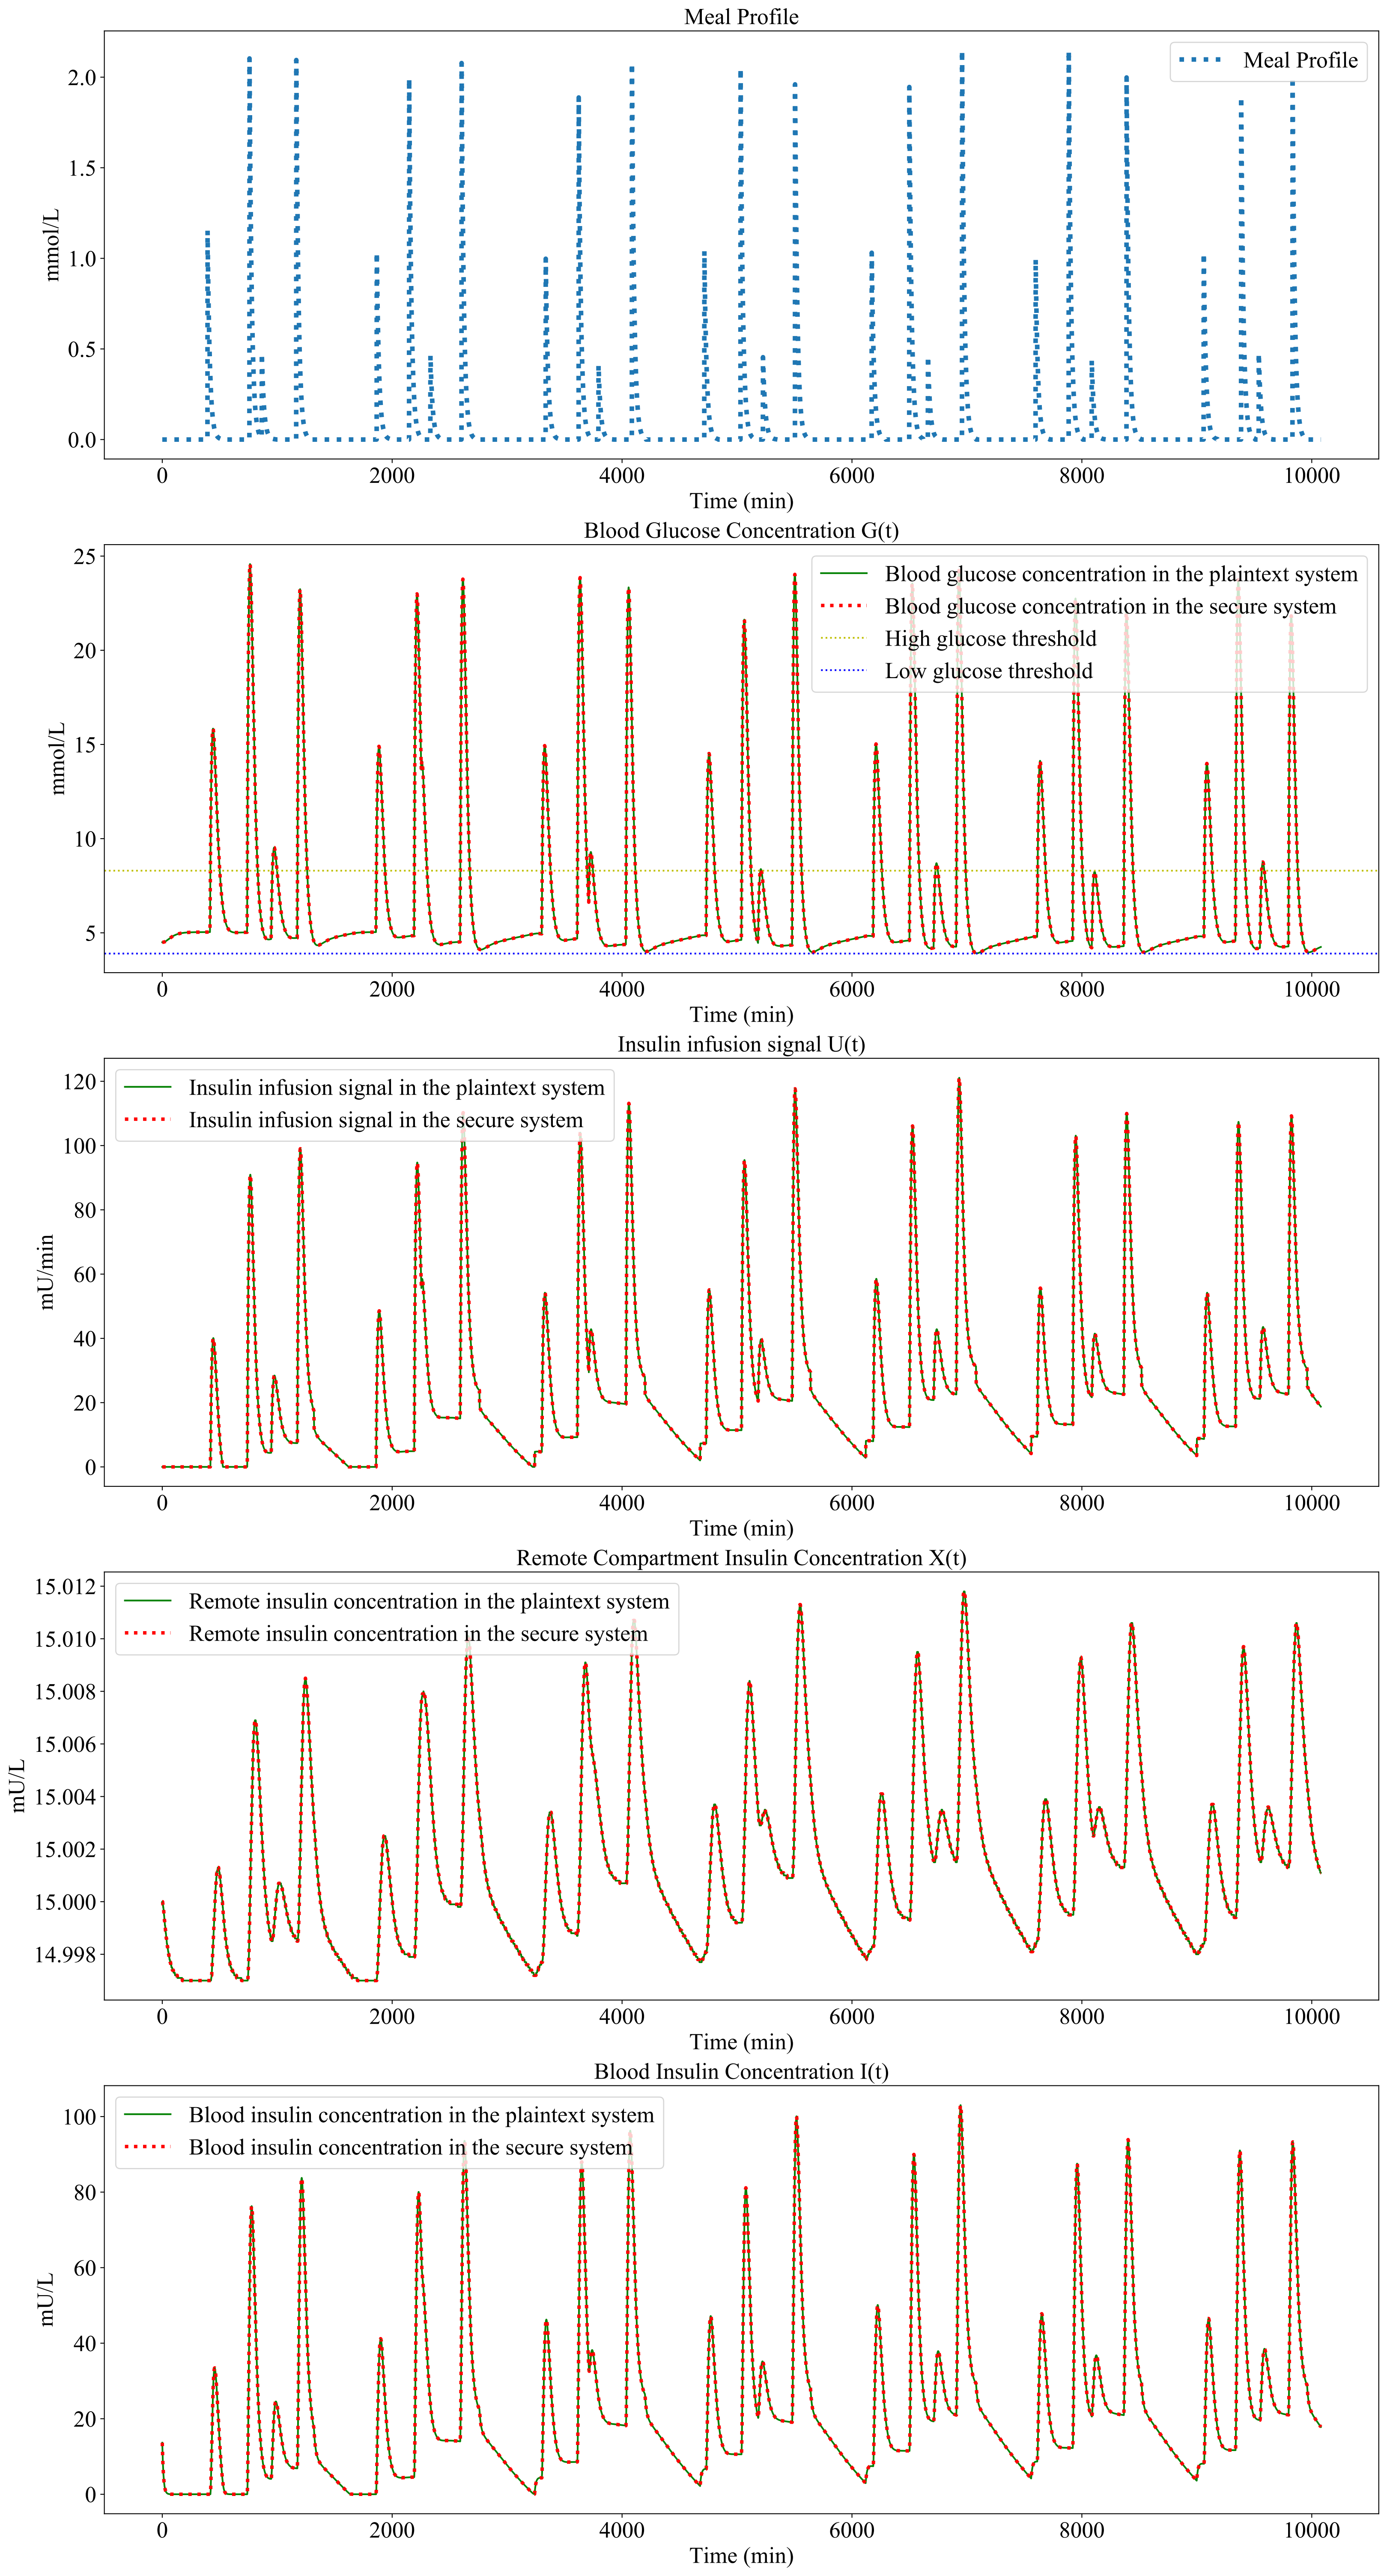 Meal Profile
Meal Profile
2.0
1.5
1.0
0.5
0.0
mmol/L
0 2000 4000 6000 8000 10000
Time (min)
Blood Glucose Concentration G(t)
Blood glucose concentration in the plaintext system
Blood glucose concentration in the secure system
High glucose threshold
Low glucose threshold
25
20
15
10
5
mmol/L
0 2000 4000 6000 8000 10000
Time (min)
Insulin infusion signal U(t)
Insulin infusion signal in the plaintext system
Insulin infusion signal in the secure system
120
100
80
60
40
20
0
mU/min
0 2000 4000 6000 8000 10000
Time (min)
Remote Compartment Insulin Concentration X(t)
Remote insulin concentration in the plaintext system
Remote insulin concentration in the secure system
15.012
15.010
15.008
15.006
15.004
15.002
15.000
14.998
mU/L
0 2000 4000 6000 8000 10000
Time (min)
Blood Insulin Concentration I(t)
Blood insulin concentration in the plaintext system
Blood insulin concentration in the secure system
100
80
60
40
20
0
mU/L
0 2000 4000 6000 8000 10000
Time (min)